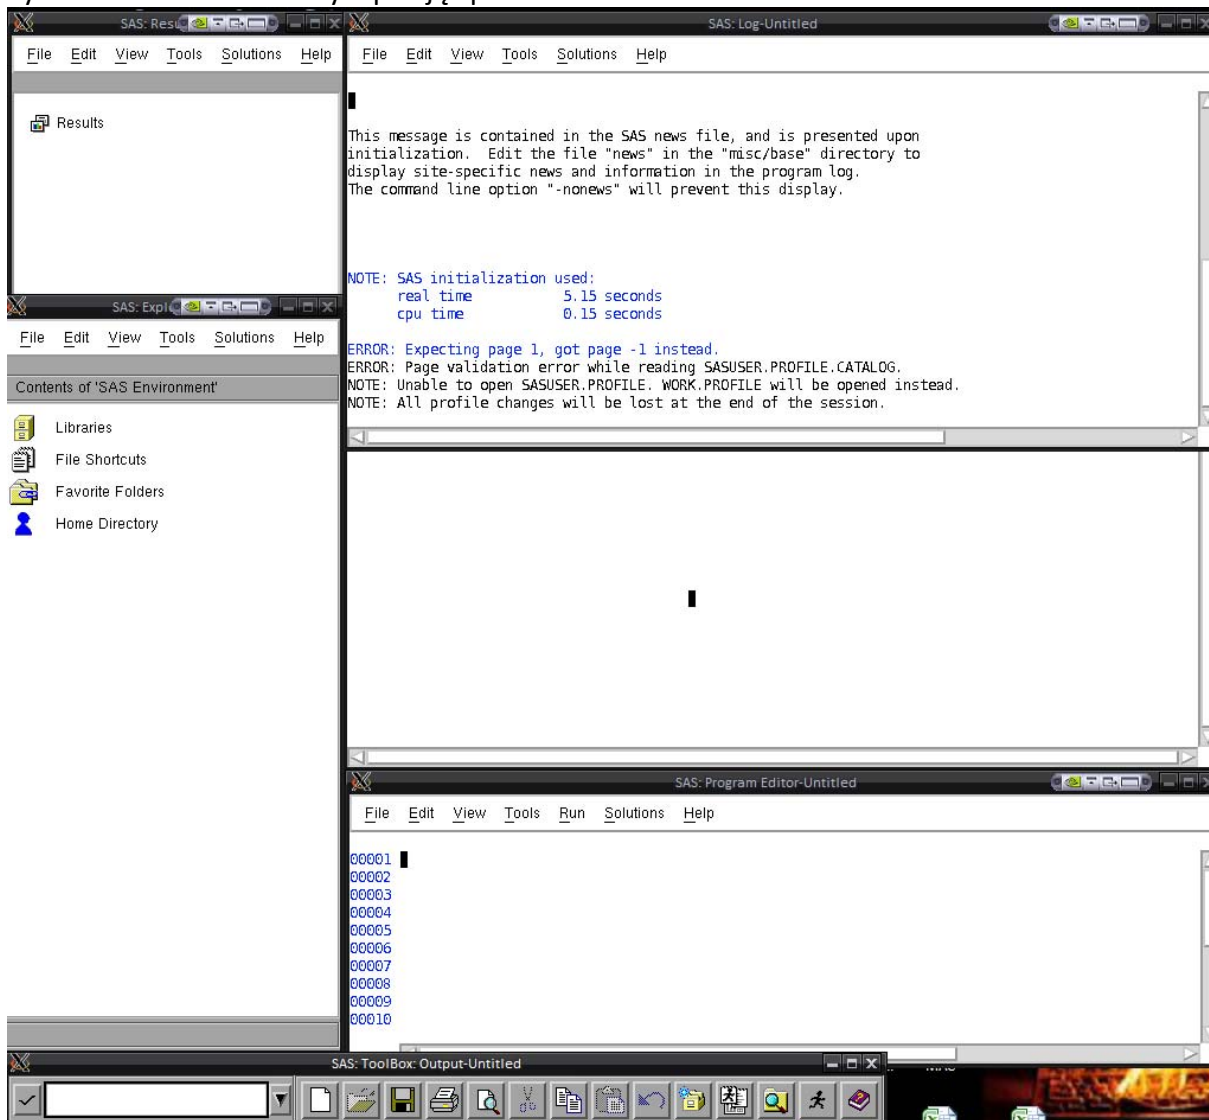 SAS: Resu
File Edit View Tools Solutions Help
Results
SAS: Log-Untitled
File Edit View Tools Solutions Help
This message is contained in the SAS news file, and is presented upon
initialization.  Edit the file "news" in the "misc/base" directory to
display site-specific news and information in the program log.
The command line option "-nonews" will prevent this display.
NOTE: SAS initialization used:
real time           5.15 seconds
cpu time            0.15 seconds
ERROR: Expecting page 1, got page -1 instead.
ERROR: Page validation error while reading SASUSER.PROFILE.CATALOG.
NOTE: Unable to open SASUSER.PROFILE. WORK.PROFILE will be opened instead.
NOTE: All profile changes will be lost at the end of the session.
SAS: Expl
File Edit View Tools Solutions Help
Contents of 'SAS Environment'
Libraries
File Shortcuts
Favorite Folders
Home Directory
SAS: Program Editor-Untitled
File Edit View Tools Run Solutions Help
00001
00002
00003
00004
00005
00006
00007
00008
00009
00010
SAS: ToolBox: Output-Untitled